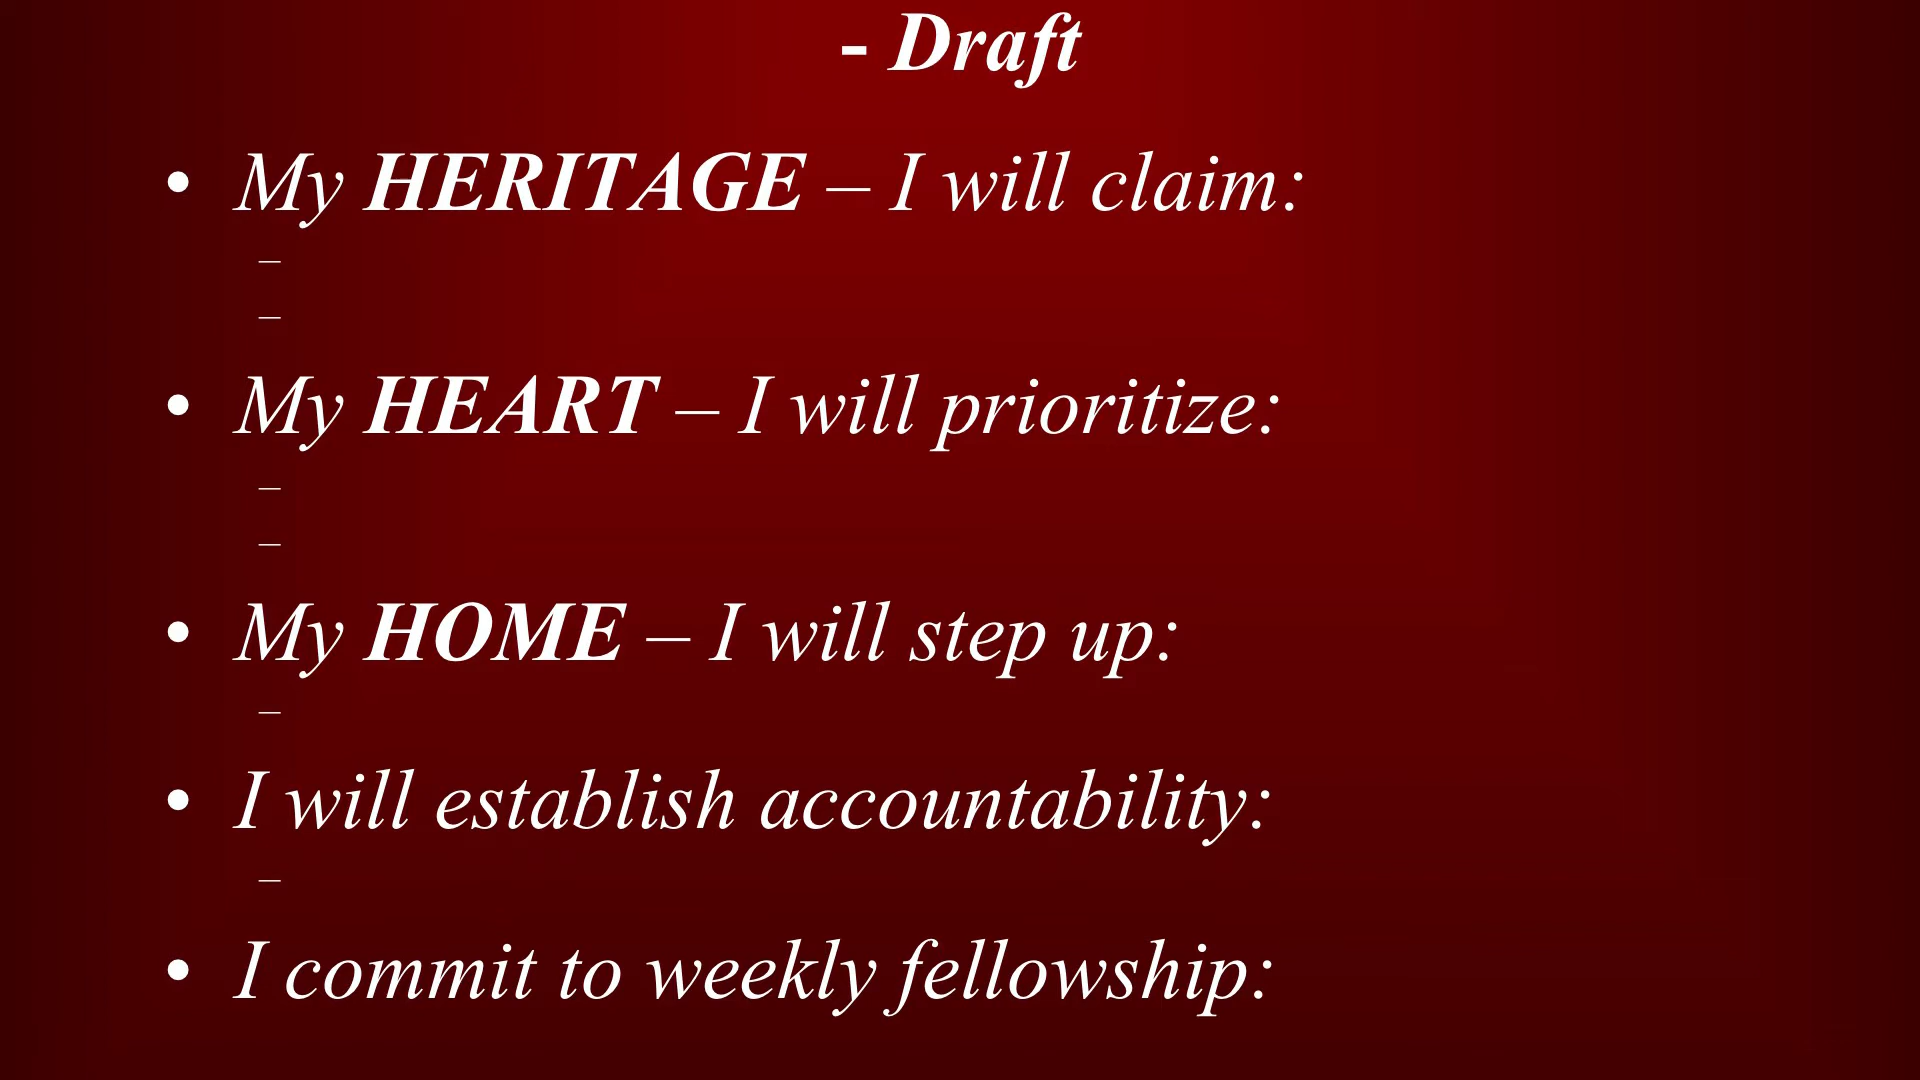 - Draft
• My HERITAGE – I will claim:
–
–
• My HEART – I will prioritize:
–
–
• My HOME – I will step up:
–
• I will establish accountability:
–
• I commit to weekly fellowship: